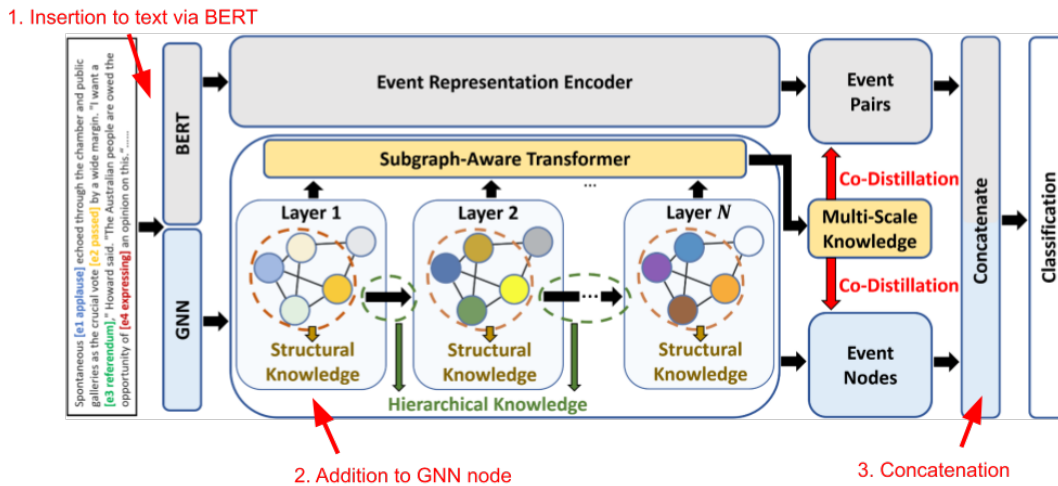 1. Insertion to text via BERT
Spontaneous [e1 applause] echoed through the chamber and public
galleries as the crucial vote [e2 passed] by a wide margin. "I want a
[e3 referendum]," Howard said. "The Australian people are owed the
opportunity of [e4 expressing] an opinion on this." ......
BERT
GNN
Event Representation Encoder
Subgraph-Aware Transformer
...
Layer 1
Layer 2
Layer N
...
Structural
Knowledge
Structural
Knowledge
Structural
Knowledge
Hierarchical Knowledge
Event
Pairs
Co-Distillation
Multi-Scale
Knowledge
Co-Distillation
Event
Nodes
Concatenate
Classification
2. Addition to GNN node
3. Concatenation